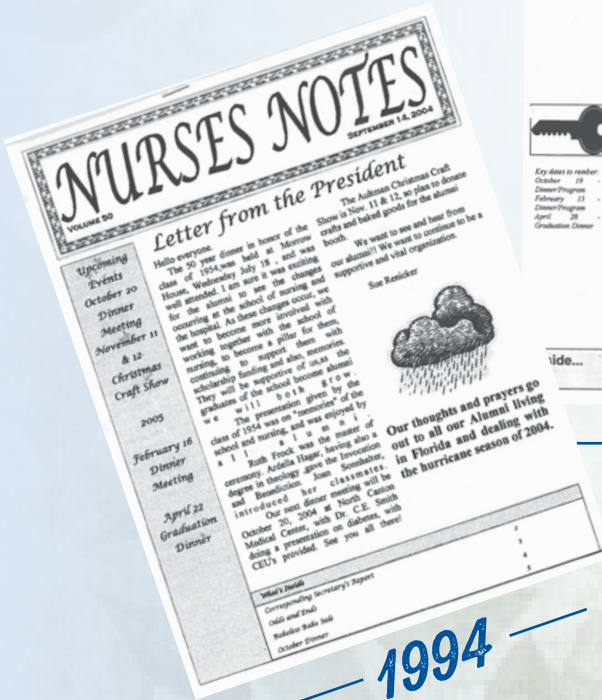 NURSES NOTES
VOLUME 50
SEPTEMBER 14, 2004
Upcoming
Events
October 20
Dinner
Meeting
November 11
& 12
Christmas
Craft Show
2005
February 16
Dinner
Meeting
April 22
Graduation
Dinner
Letter from the President
Hello everyone.
The 50 year dinner in honor of the
class of 1954,was held at Morrow
House, Wednesday July 18 , and was
well attended. I am sure it was exciting
for the alumni to see the changes
occurring at the school of nursing and
the hospital. As these changes occur, we
want to become more involved with
working together with the school of
nursing, to become a pillar for them,
continuing to support them with
scholarship funding and also, memories.
They will be supportive of us,as the
graduates of the school become alumni
we will both grow.
The presentation given by the
class of 1954 was on "memories" of the
school and nursing, and was enjoyed by
all alumni.
Ruth Frock was the master of
ceremony, Ardella Hagar, having also a
degree in theology ,gave the Invocation
and Benediction. Joan Sonnhalter,
introduced her classmates.
Our next dinner meeting will be
October 20, 2004 at North Canton
Medical Center, with Dr. C.E. Smith
doing a presentation on diabetes, with
CEU's provided. See you all there!
The Aultman Christmas Craft
Show is Nov. 11 & 12, so plan to donate
crafts and baked goods for the alumni
booth.
We want to see and hear from
our alumni!! We want to continue to be a
supportive and vital organization.
Sue Renicker
Our thoughts and prayers go
out to all our Alumni living
in Florida and dealing with
the hurricane season of 2004.
What's Inside
Corresponding Secretary's Report 2
Odds and Ends 3
Bakeless Bake Sale 4
October Dinner 5
Key dates to rember:
October 19 -
Dinner/Program
February 15 -
Dinner/Program
April 28 -
Graduation Dinner
ide...
1994